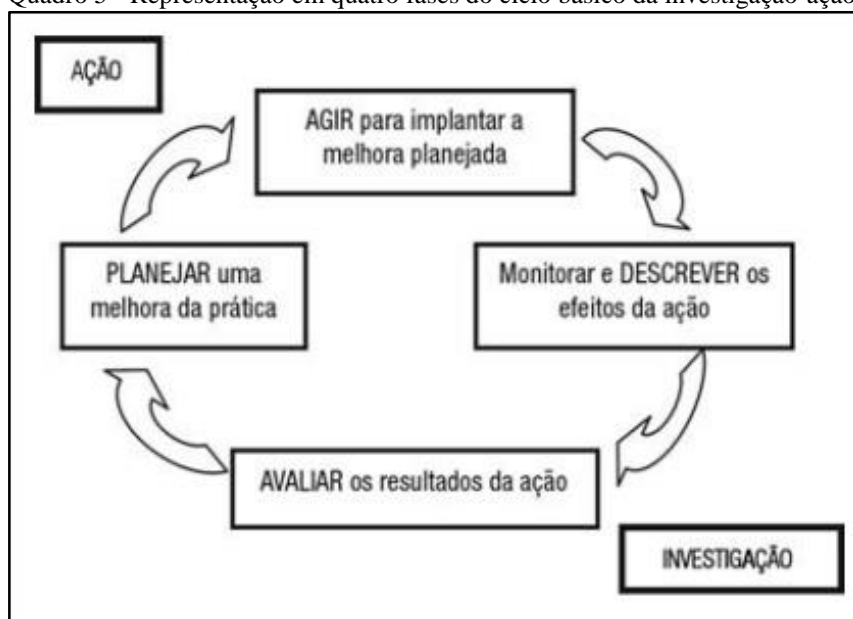 Quadro 3 - Representação em quatro fases do ciclo básico da investigação-ação
AÇÃO
AGIR para implantar a
melhora planejada
PLANEJAR uma
melhora da prática
Monitorar e DESCREVER os
efeitos da ação
AVALIAR os resultados da ação
INVESTIGAÇÃO